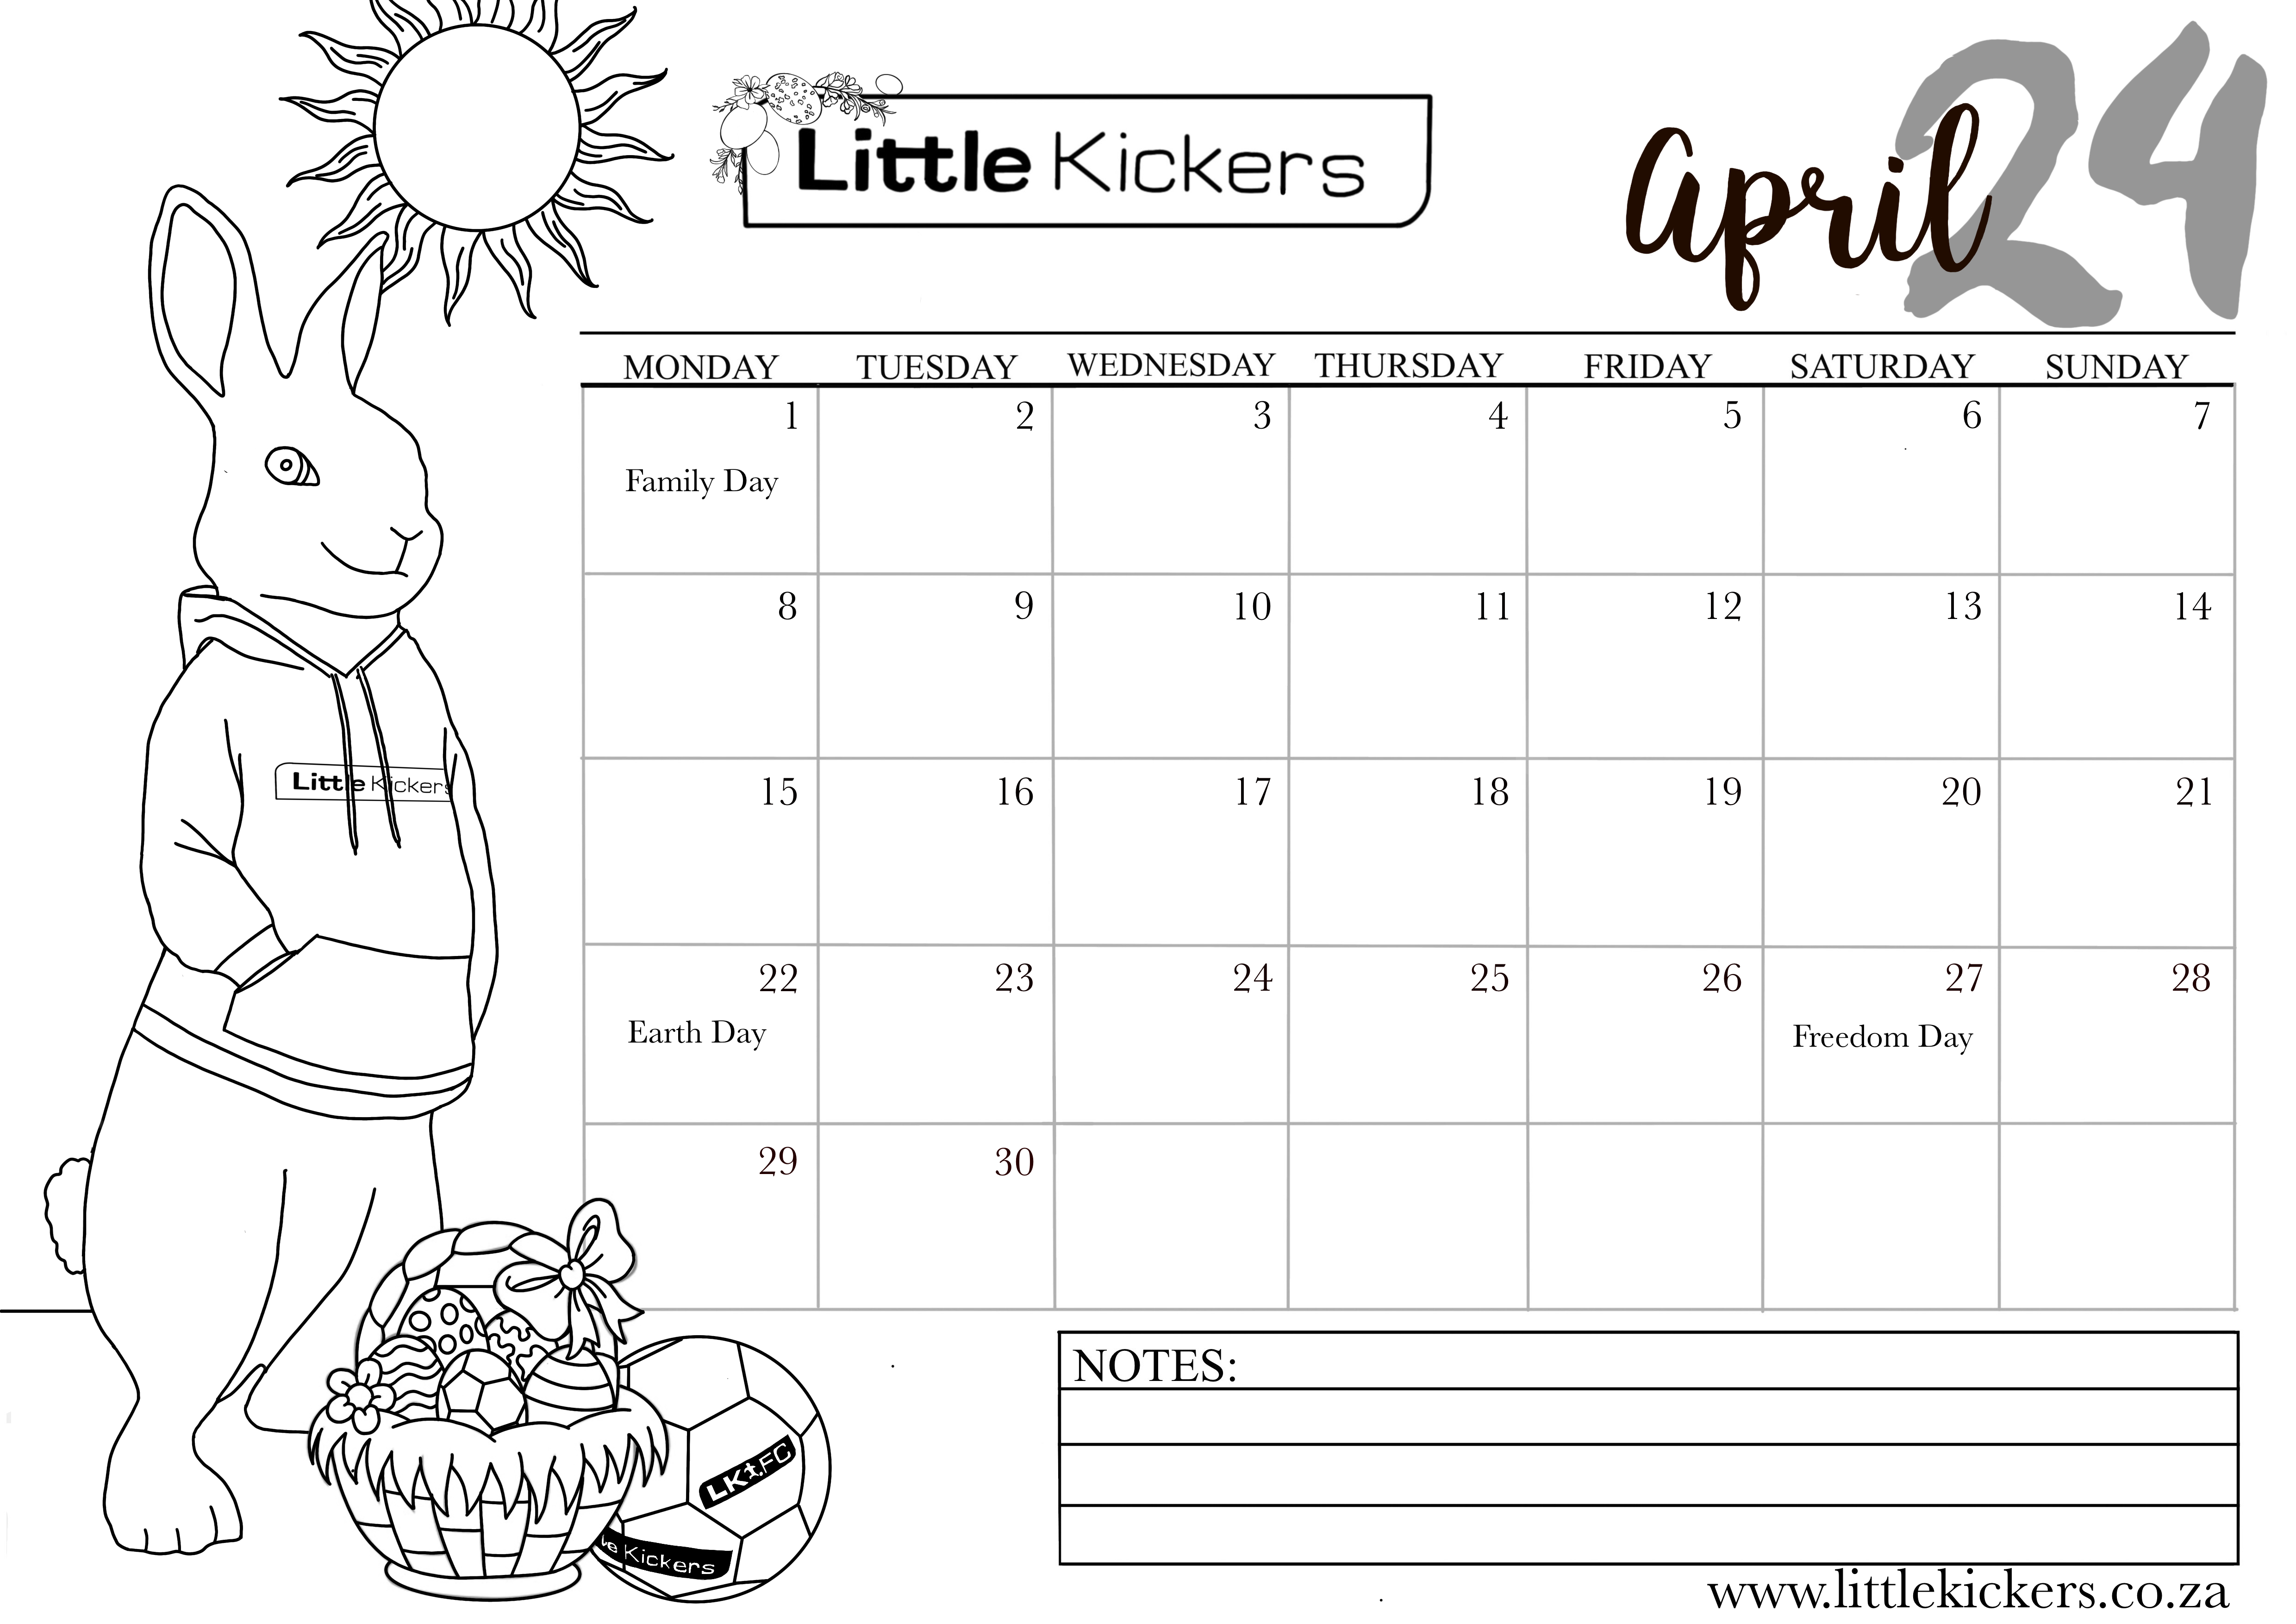 Little Kickers
april 24
MONDAY TUESDAY WEDNESDAY THURSDAY FRIDAY SATURDAY SUNDAY
1 2 3 4 5 6 7
Family Day
8 9 10 11 12 13 14
Little Kickers
15 16 17 18 19 20 21
22 23 24 25 26 27 28
Earth Day Freedom Day
29 30
NOTES:
LK FC
le Kickers
www.littlekickers.co.za